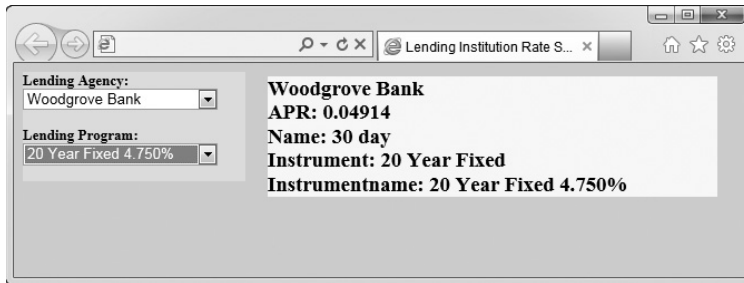 Lending Institution Rate S...
Lending Agency:
Woodgrove Bank
Lending Program:
20 Year Fixed 4.750%
Woodgrove Bank
APR: 0.04914
Name: 30 day
Instrument: 20 Year Fixed
Instrumentname: 20 Year Fixed 4.750%